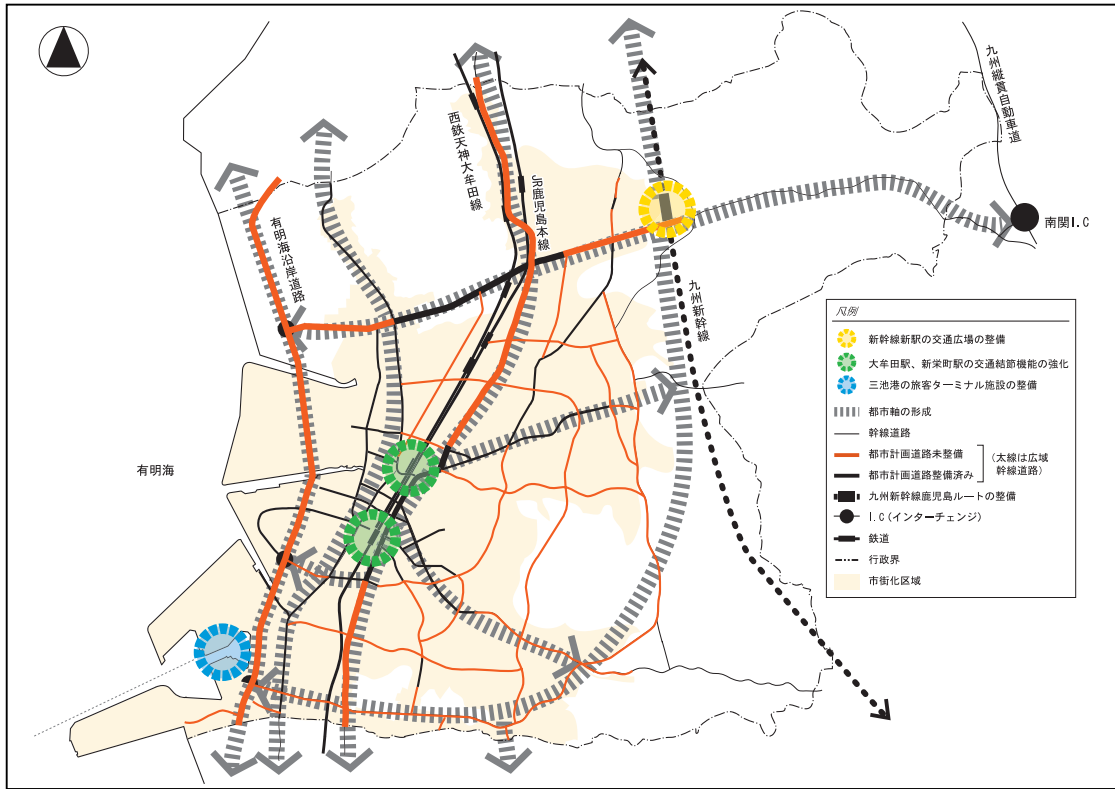 西鉄天神大牟田線
JR鹿児島本線
九州縦貫自動車道
南関I.C
有明海沿岸道路
九州新幹線
有明海
凡例
新幹線新駅の交通広場の整備
大牟田駅、新栄町駅の交通結節機能の強化
三池港の旅客ターミナル施設の整備
都市軸の形成
幹線道路
都市計画道路未整備
都市計画道路整備済み
(太線は広域
幹線道路)
九州新幹線鹿児島ルートの整備
I.C(インターチェンジ)
鉄道
行政界
市街化区域